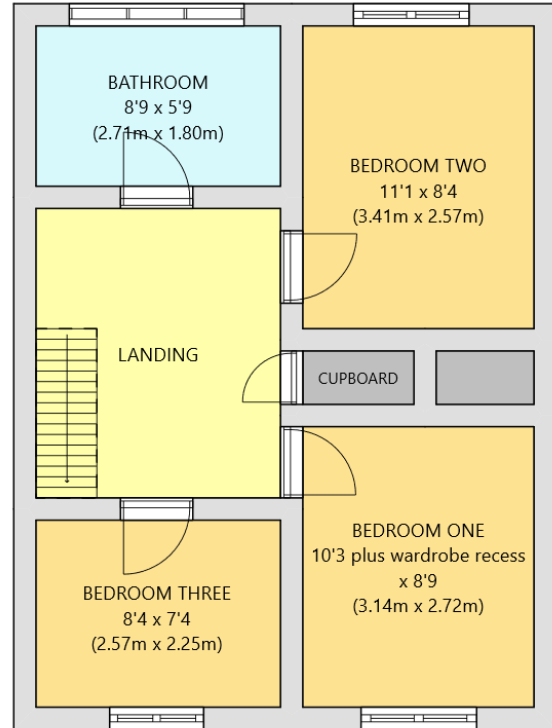 BATHROOM
8'9 x 5'9
(2.71m x 1.80m)
BEDROOM TWO
11'1 x 8'4
(3.41m x 2.57m)
LANDING
CUPBOARD
BEDROOM ONE
10'3 plus wardrobe recess
x 8'9
(3.14m x 2.72m)
BEDROOM THREE
8'4 x 7'4
(2.57m x 2.25m)